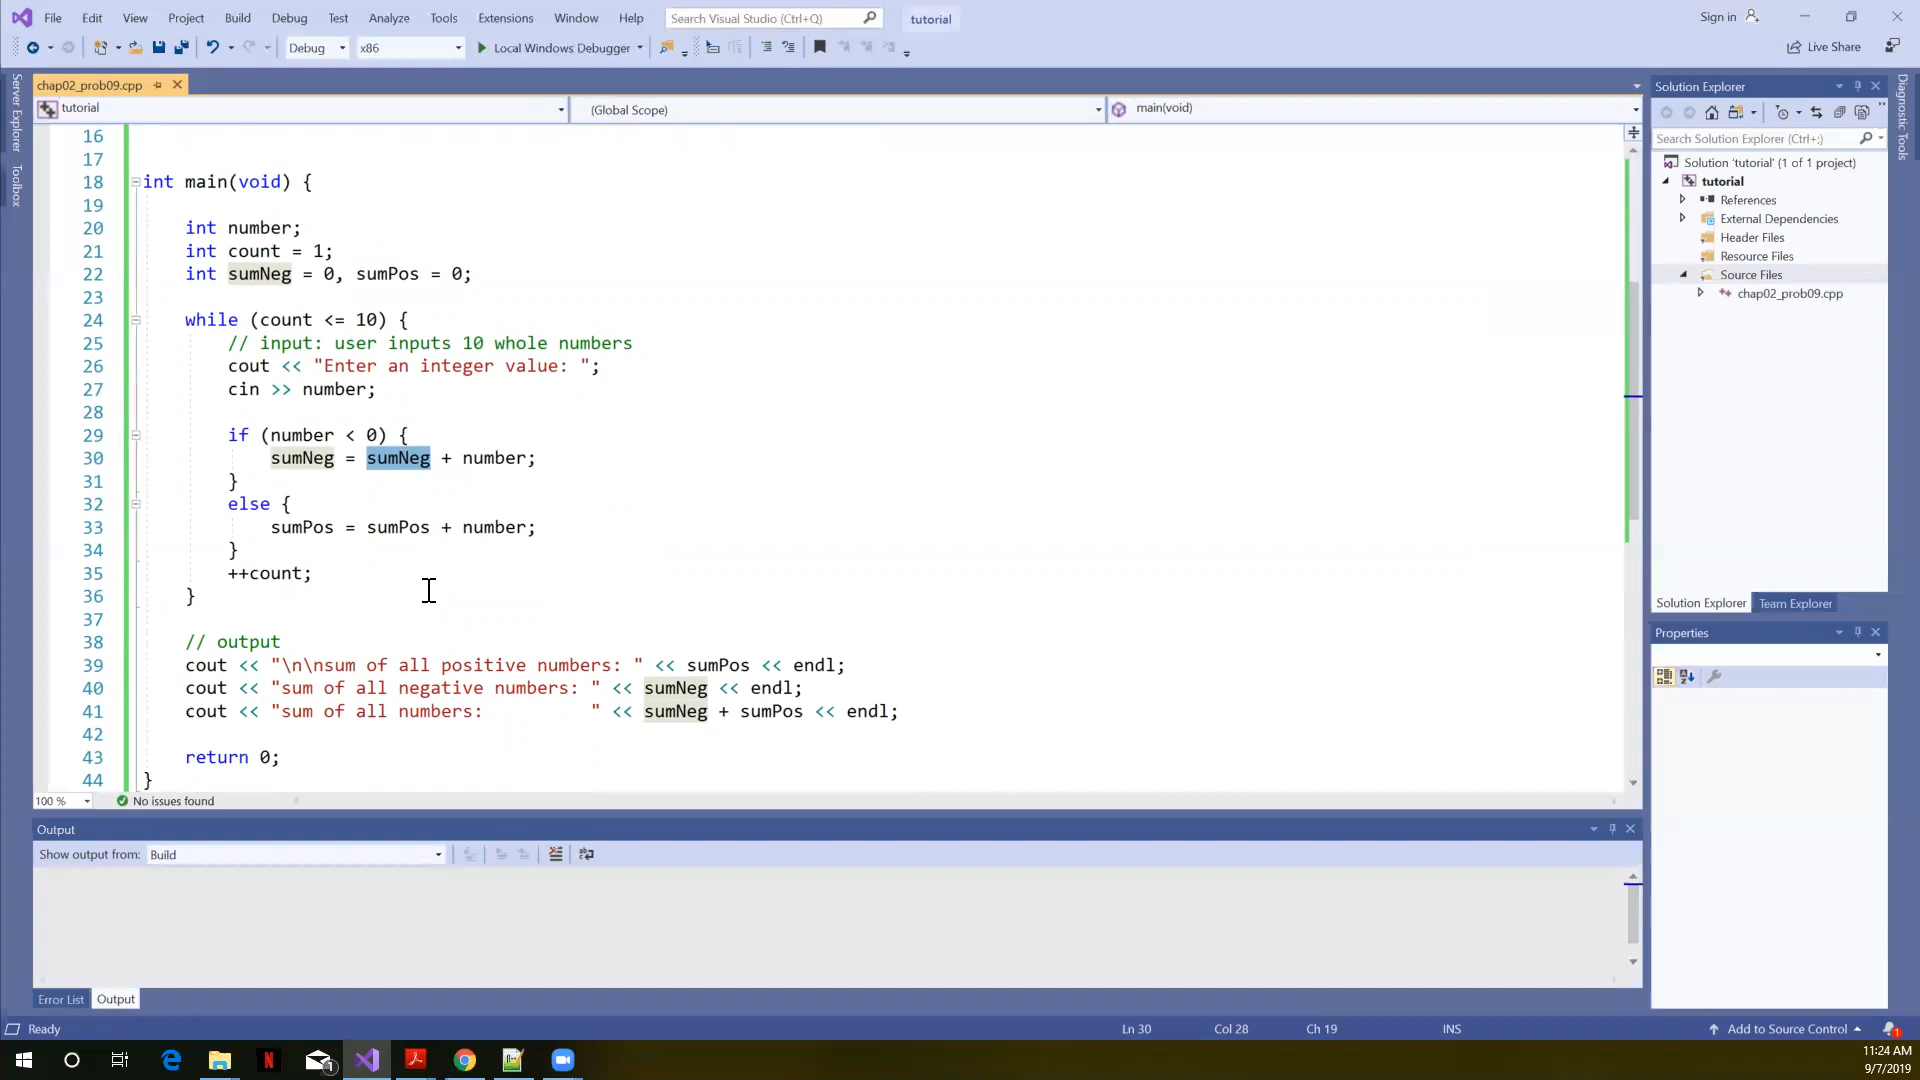 File Edit View Project Build Debug Test Analyze Tools Extensions Window Help Search Visual Studio (Ctrl+Q) tutorial Sign in
Debug x86 Local Windows Debugger Live Share
Server Explorer
Toolbox
chap02_prob09.cpp
tutorial (Global Scope) main(void)
16
17
18 int main(void) {
19
20 int number;
21 int count = 1;
22 int sumNeg = 0, sumPos = 0;
23
24 while (count <= 10) {
25 // input: user inputs 10 whole numbers
26 cout << "Enter an integer value: ";
27 cin >> number;
28
29 if (number < 0) {
30 sumNeg = sumNeg + number;
31 }
32 else {
33 sumPos = sumPos + number;
34 }
35 ++count;
36 }
37
38 // output
39 cout << "\n\nsum of all positive numbers: " << sumPos << endl;
40 cout << "sum of all negative numbers: " << sumNeg << endl;
41 cout << "sum of all numbers:          " << sumNeg + sumPos << endl;
42
43 return 0;
44 }
100 % No issues found
Output
Show output from: Build
Error List Output
Solution Explorer
Search Solution Explorer (Ctrl+;)
Solution 'tutorial' (1 of 1 project)
tutorial
References
External Dependencies
Header Files
Resource Files
Source Files
chap02_prob09.cpp
Solution Explorer Team Explorer
Properties
Diagnostic Tools
Ready Ln 30 Col 28 Ch 19 INS Add to Source Control 1
11:24 AM
9/7/2019